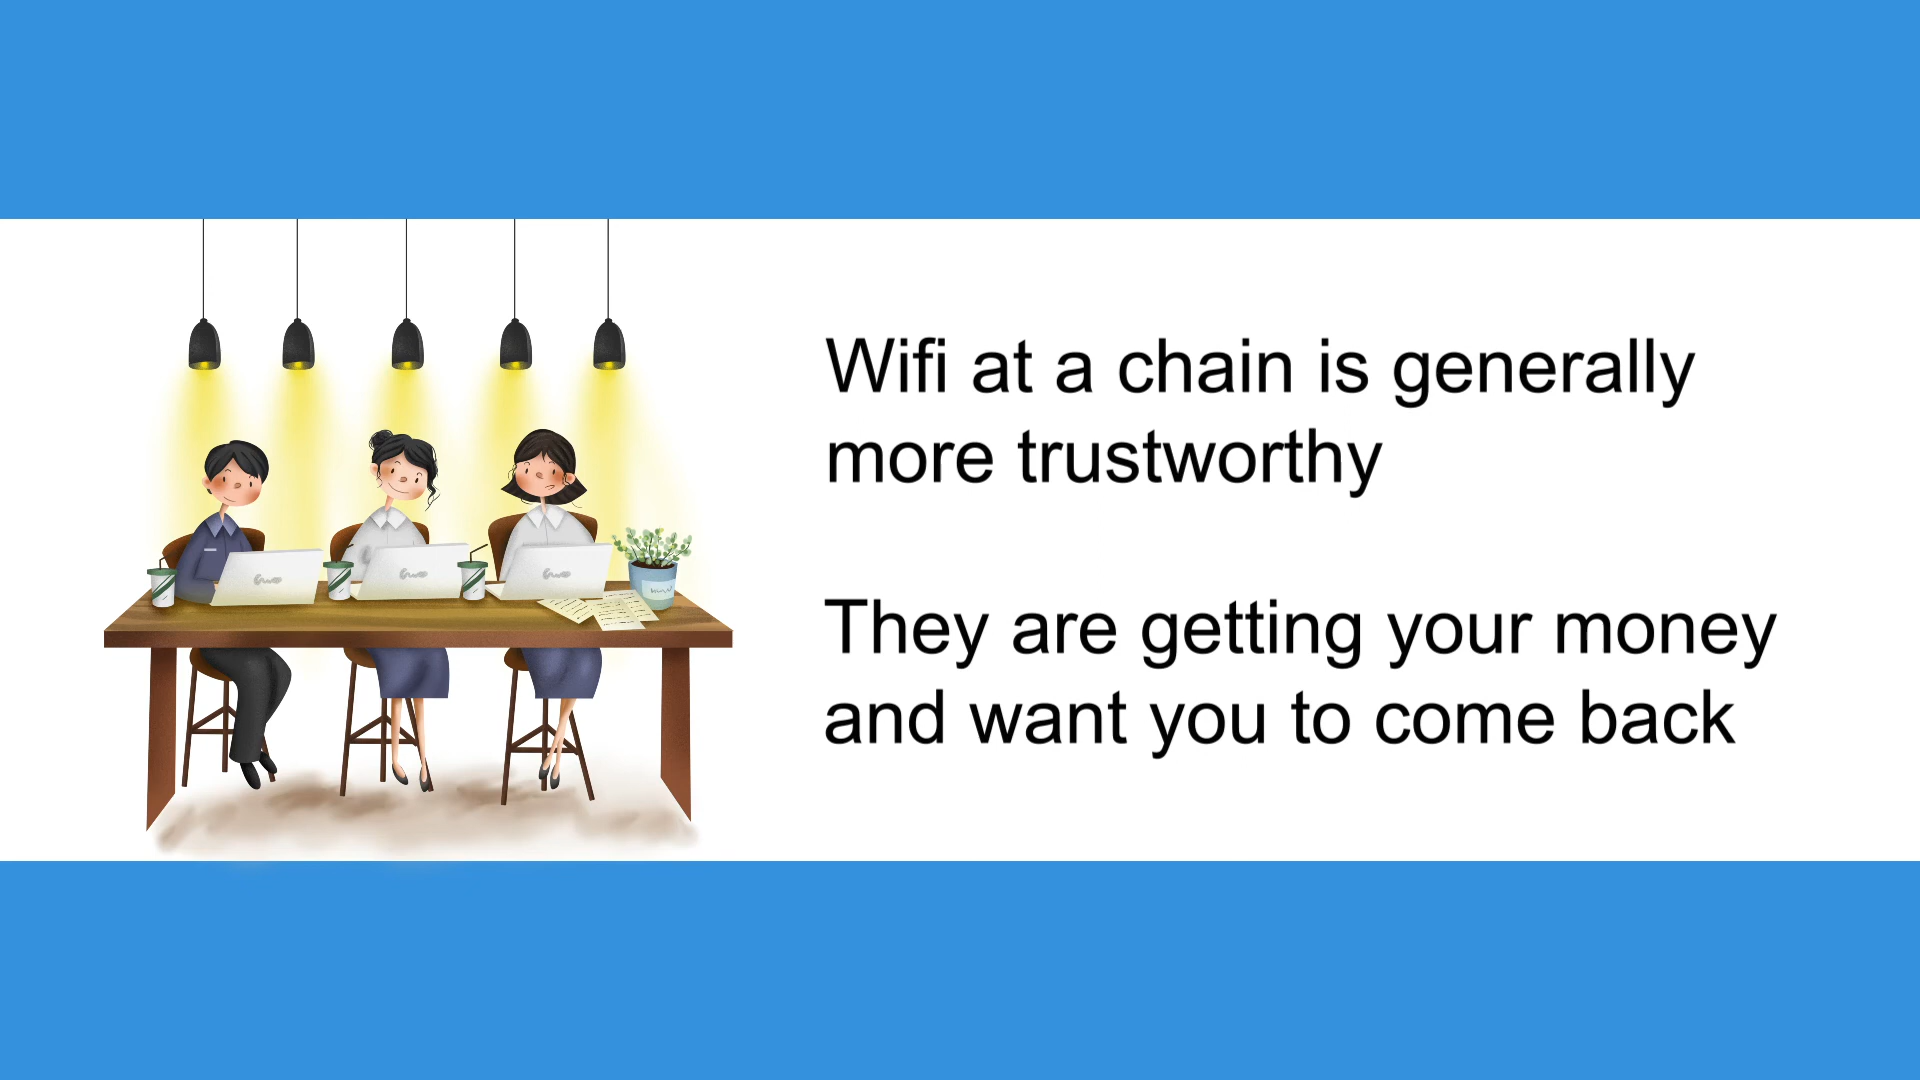 Wifi at a chain is generally
more trustworthy
They are getting your money
and want you to come back